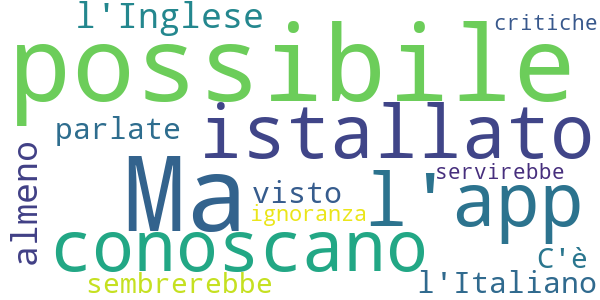 l'Inglese
critiche
possibile
istallato
parlate
almeno
Ma
servirebbe
visto
l'app
ignoranza
conoscano
C'è
sembrerebbe
l'Italiano